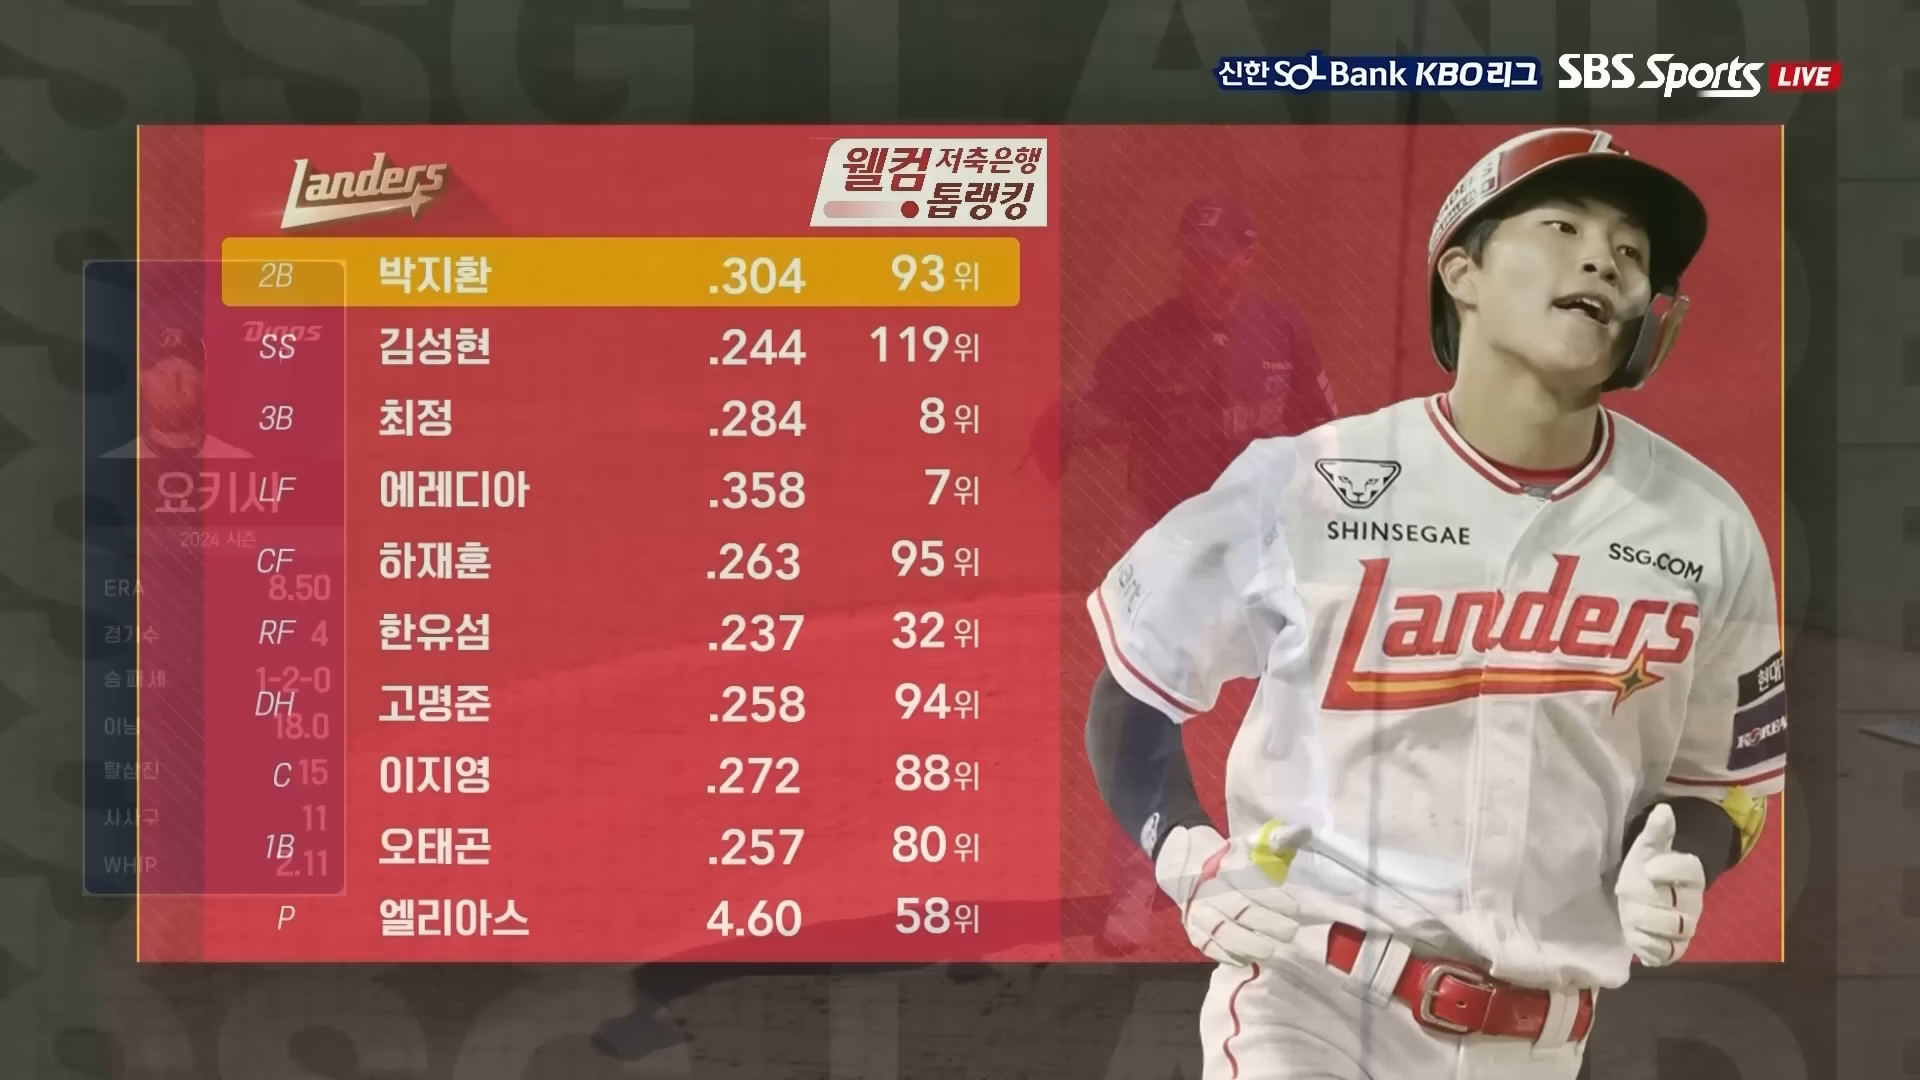 신한 SOL Bank KBO 리그 SBS Sports LIVE
Landers
웰컴 저축은행
톱랭킹
2B 박지환 .304 93위
SS 김성현 .244 119위
3B 최정 .284 8위
LF 에레디아 .358 7위
CF 하재훈 .263 95위
RF 한유섬 .237 32위
DH 고명준 .258 94위
C 이지영 .272 88위
1B 오태곤 .257 80위
P 엘리아스 4.60 58위
요키시
2024 시즌
ERA 8.50
경기수 4
승패세 1-2-0
이닝 18.0
탈삼진 15
사사구 11
WHIP 2.11
SHINSEGAE
SSG.COM
Landers